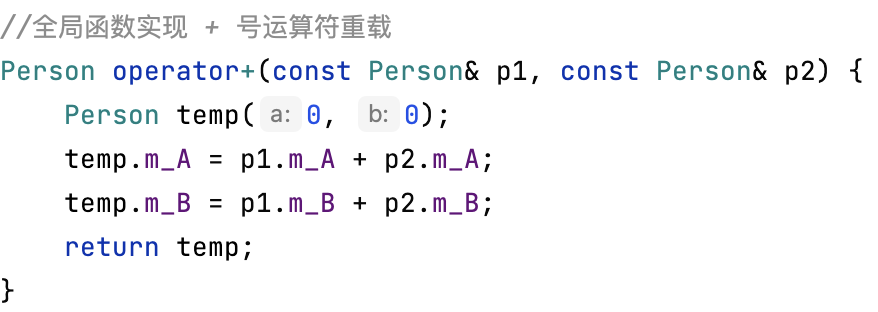 //全局函数实现 + 号运算符重载
Person operator+(const Person& p1, const Person& p2) {
    Person temp(a: 0, b: 0);
    temp.m_A = p1.m_A + p2.m_A;
    temp.m_B = p1.m_B + p2.m_B;
    return temp;
}